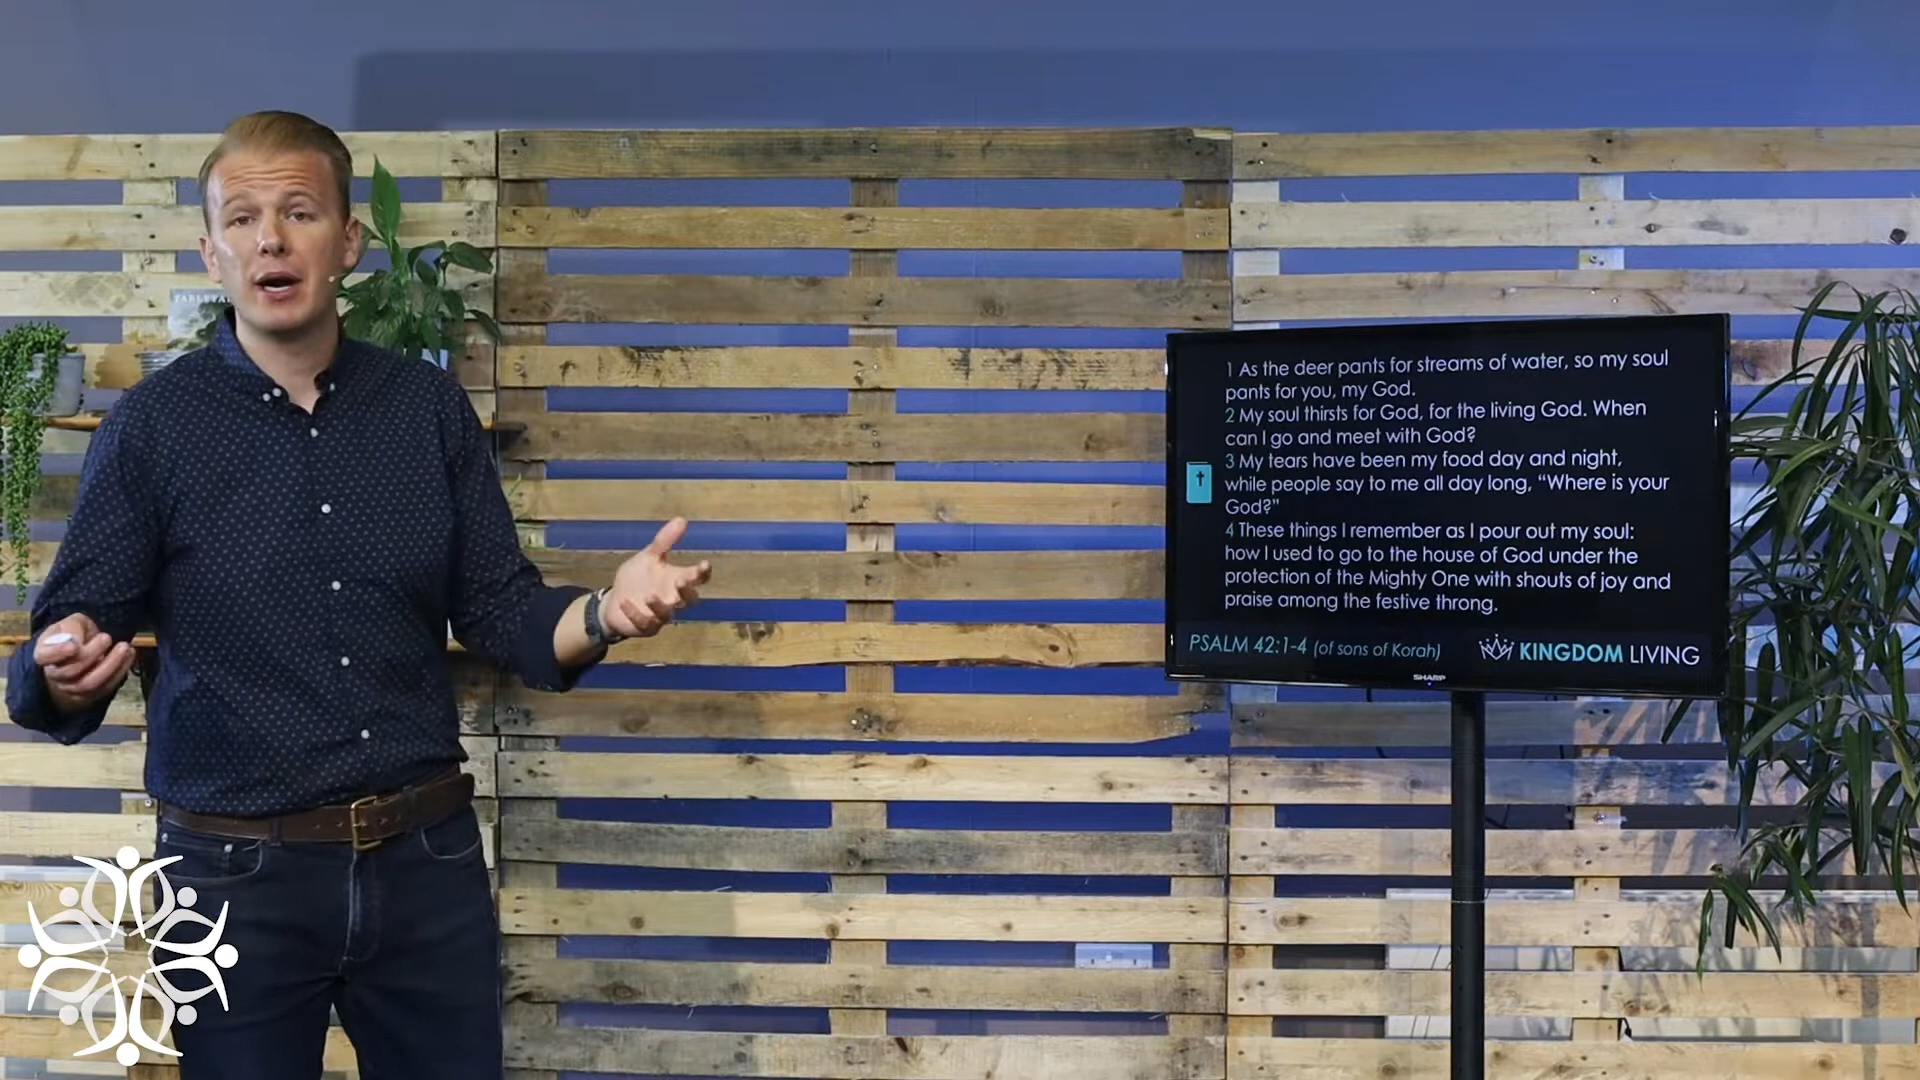 1 As the deer pants for streams of water, so my soul
pants for you, my God.
2 My soul thirsts for God, for the living God. When
can I go and meet with God?
3 My tears have been my food day and night,
while people say to me all day long, “Where is your
God?”
4 These things I remember as I pour out my soul:
how I used to go to the house of God under the
protection of the Mighty One with shouts of joy and
praise among the festive throng.
PSALM 42:1-4 (of sons of Korah)
KINGDOM LIVING
SHARP